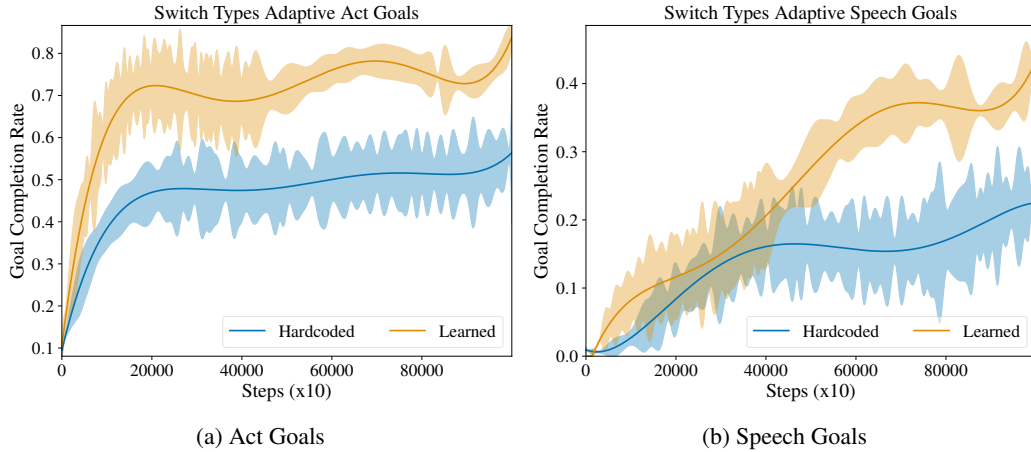 Switch Types Adaptive Act Goals
Goal Completion Rate
0.8
0.7
0.6
0.5
0.4
0.3
0.2
0.1
Hardcoded Learned
0 20000 40000 60000 80000
Steps (x10)
(a) Act Goals
Switch Types Adaptive Speech Goals
Goal Completion Rate
0.4
0.3
0.2
0.1
0.0
Hardcoded Learned
0 20000 40000 60000 80000
Steps (x10)
(b) Speech Goals